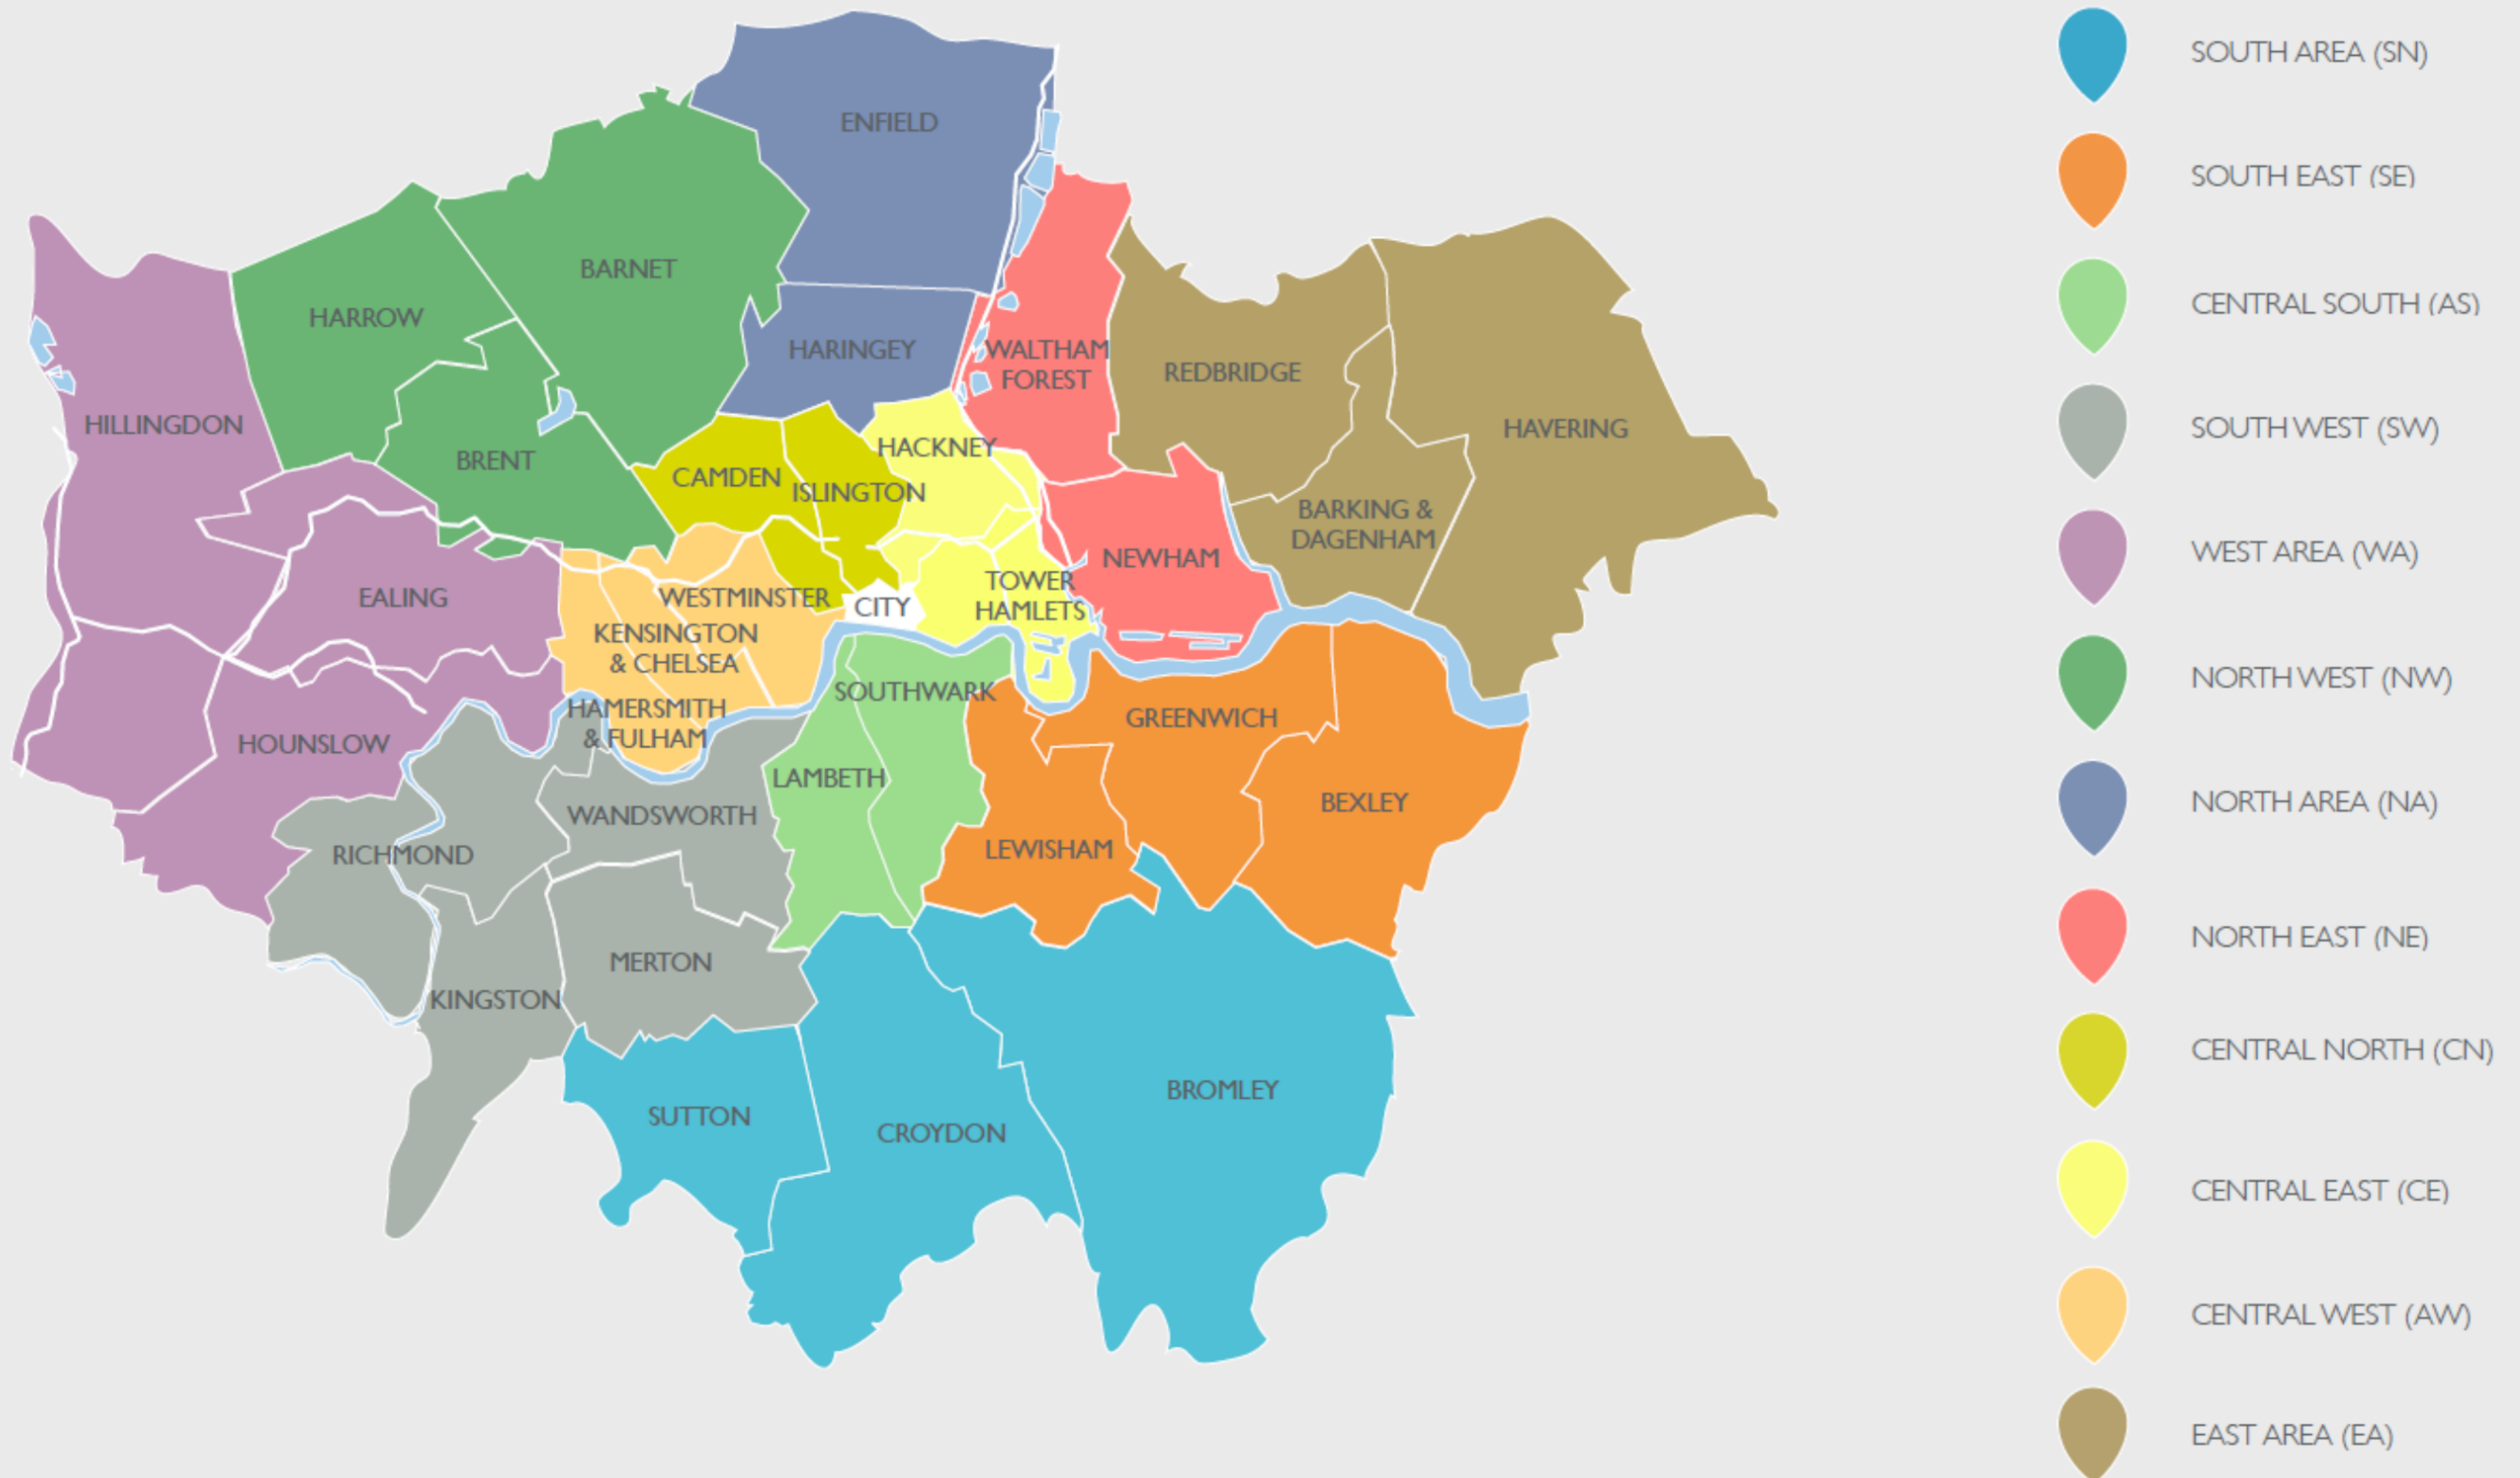 ENFIELD
BARNET
HARROW
HARINGEY
WALTHAM
FOREST
REDBRIDGE
HAVERING
HILLINGDON
BRENT
HACKNEY
CAMDEN
ISLINGTON
BARKING &
DAGENHAM
NEWHAM
EALING
WESTMINSTER
CITY
TOWER
HAMLETS
KENSINGTON
& CHELSEA
SOUTHWARK
HAMERSMITH
& FULHAM
GREENWICH
HOUNSLOW
LAMBETH
BEXLEY
WANDSWORTH
RICHMOND
LEWISHAM
MERTON
KINGSTON
BROMLEY
SUTTON
CROYDON
SOUTH AREA (SN)
SOUTH EAST (SE)
CENTRAL SOUTH (AS)
SOUTH WEST (SW)
WEST AREA (WA)
NORTH WEST (NW)
NORTH AREA (NA)
NORTH EAST (NE)
CENTRAL NORTH (CN)
CENTRAL EAST (CE)
CENTRAL WEST (AW)
EAST AREA (EA)